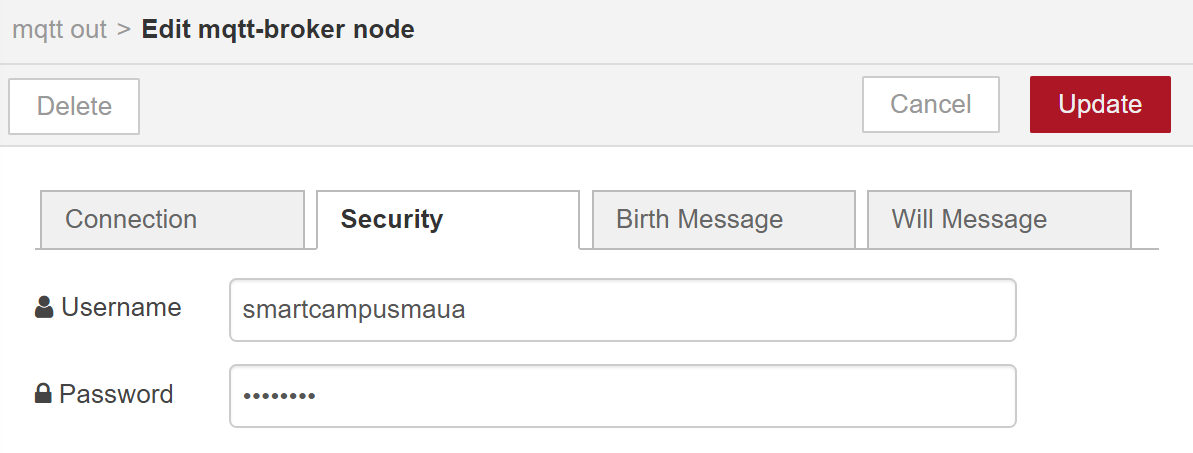 mqtt out > Edit mqtt-broker node
Delete Cancel Update
Connection Security Birth Message Will Message
Username smartcampusmaua
Password ••••••••